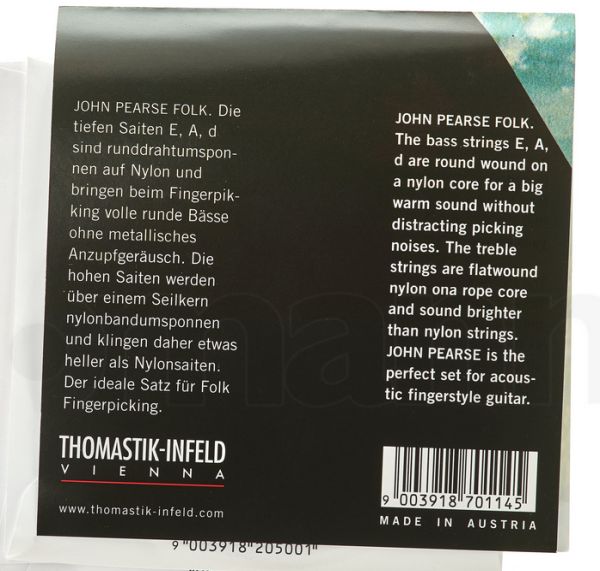 JOHN PEARSE FOLK. Die
tiefen Saiten E, A, d
sind runddrahtumspon-
nen auf Nylon und
bringen beim Fingerpik-
king volle runde Bässe
ohne metallisches
Anzupfgeräusch. Die
hohen Saiten werden
über einem Seilkern
nylonbandumsponnen
und klingen daher etwas
heller als Nylonsaiten.
Der ideale Satz für Folk
Fingerpicking.
JOHN PEARSE FOLK.
The bass strings E, A,
d are round wound on
a nylon core for a big
warm sound without
distracting picking
noises. The treble
strings are flatwound
nylon ona rope core
and sound brighter
than nylon strings.
JOHN PEARSE is the
perfect set for acous-
tic fingerstyle guitar.
THOMASTIK-INFELD
VIENNA
www.thomastik-infeld.com
9 003918 701145
MADE IN AUSTRIA
9 "003918"205001"